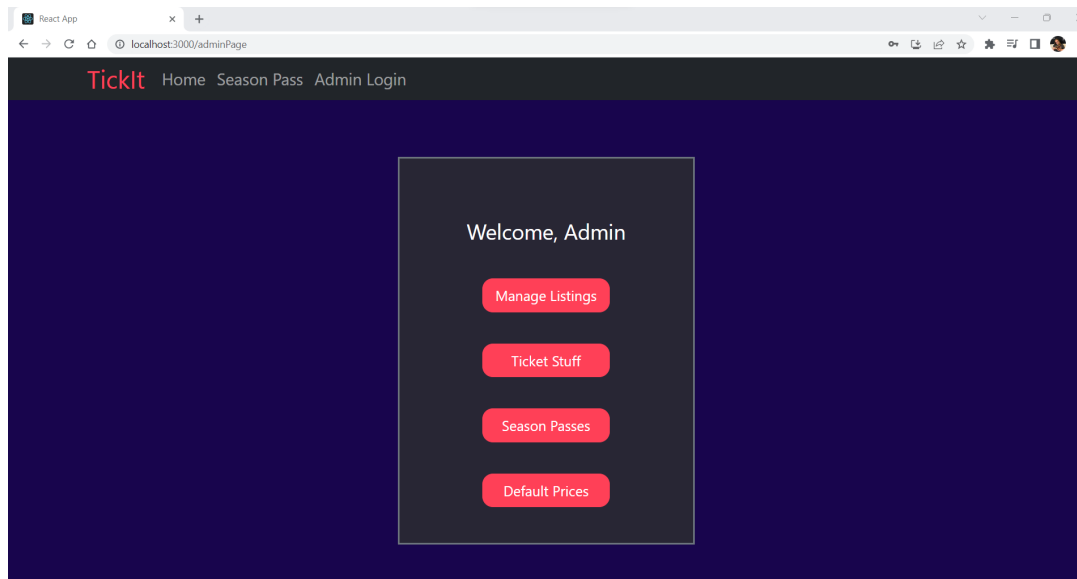 React App
localhost:3000/adminPage
TickIt Home Season Pass Admin Login
Welcome, Admin
Manage Listings
Ticket Stuff
Season Passes
Default Prices